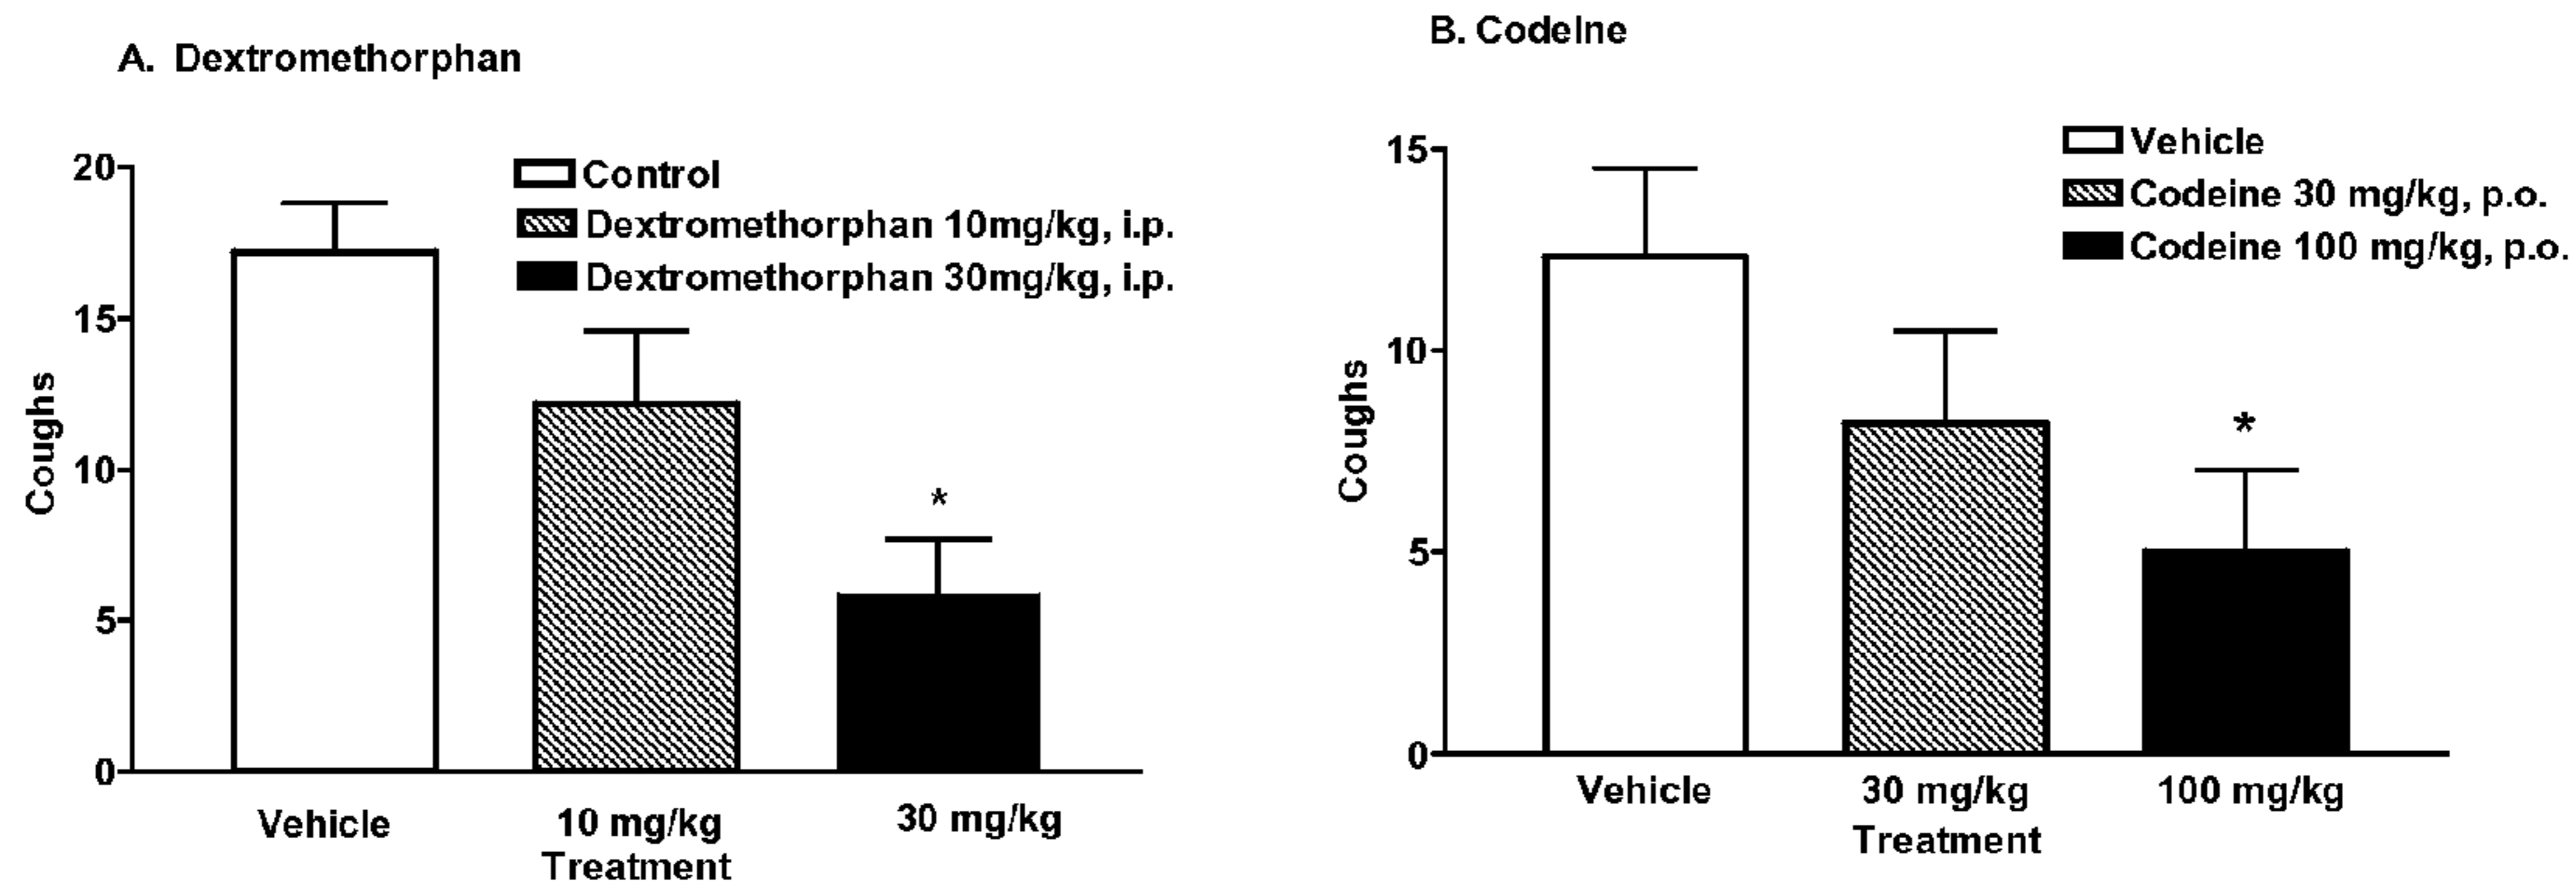 A. Dextromethorphan
20
15
10
5
0
Coughs
Control
Dextromethorphan 10mg/kg, i.p.
Dextromethorphan 30mg/kg, i.p.
*
Vehicle
10 mg/kg
30 mg/kg
Treatment
B. Codelne
15
10
5
0
Coughs
Vehicle
Codeine 30 mg/kg, p.o.
Codeine 100 mg/kg, p.o.
*
Vehicle
30 mg/kg
100 mg/kg
Treatment